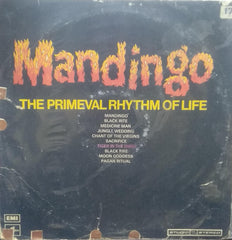 Mandingo
THE PRIMEVAL RHYTHM OF LIFE
MANDINGO
BLACK RITE
MEDICINE MAN
JUNGLE WEDDING
CHANT OF THE VIRGINS
SACRIFICE
BLACK FIRE
MOON GODDESS
PAGAN RITUAL
EMI
STEREO